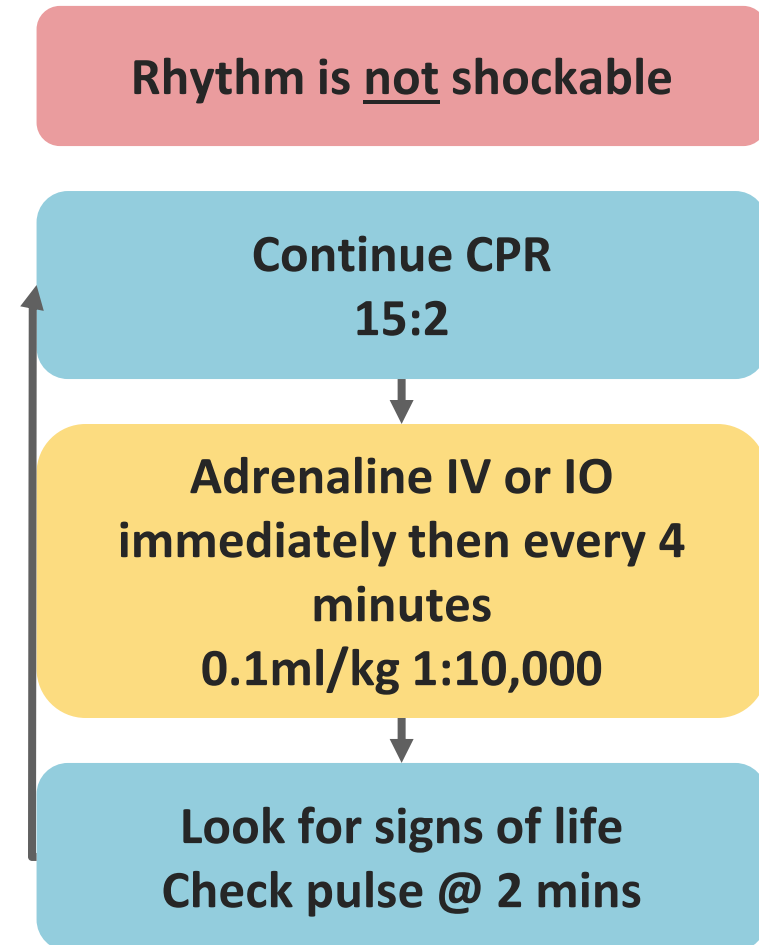 Rhythm is not shockable
Continue CPR
15:2
Adrenaline IV or IO
immediately then every 4
minutes
0.1ml/kg 1:10,000
Look for signs of life
Check pulse @ 2 mins